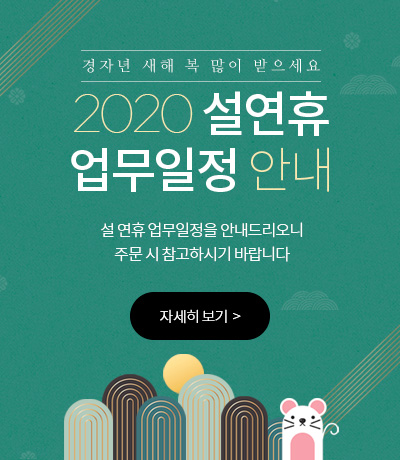 경자년 새해 복 많이 받으세요
2020 설연휴
업무일정 안내
설 연휴 업무일정을 안내드리오니
주문 시 참고하시기 바랍니다
자세히 보기 >